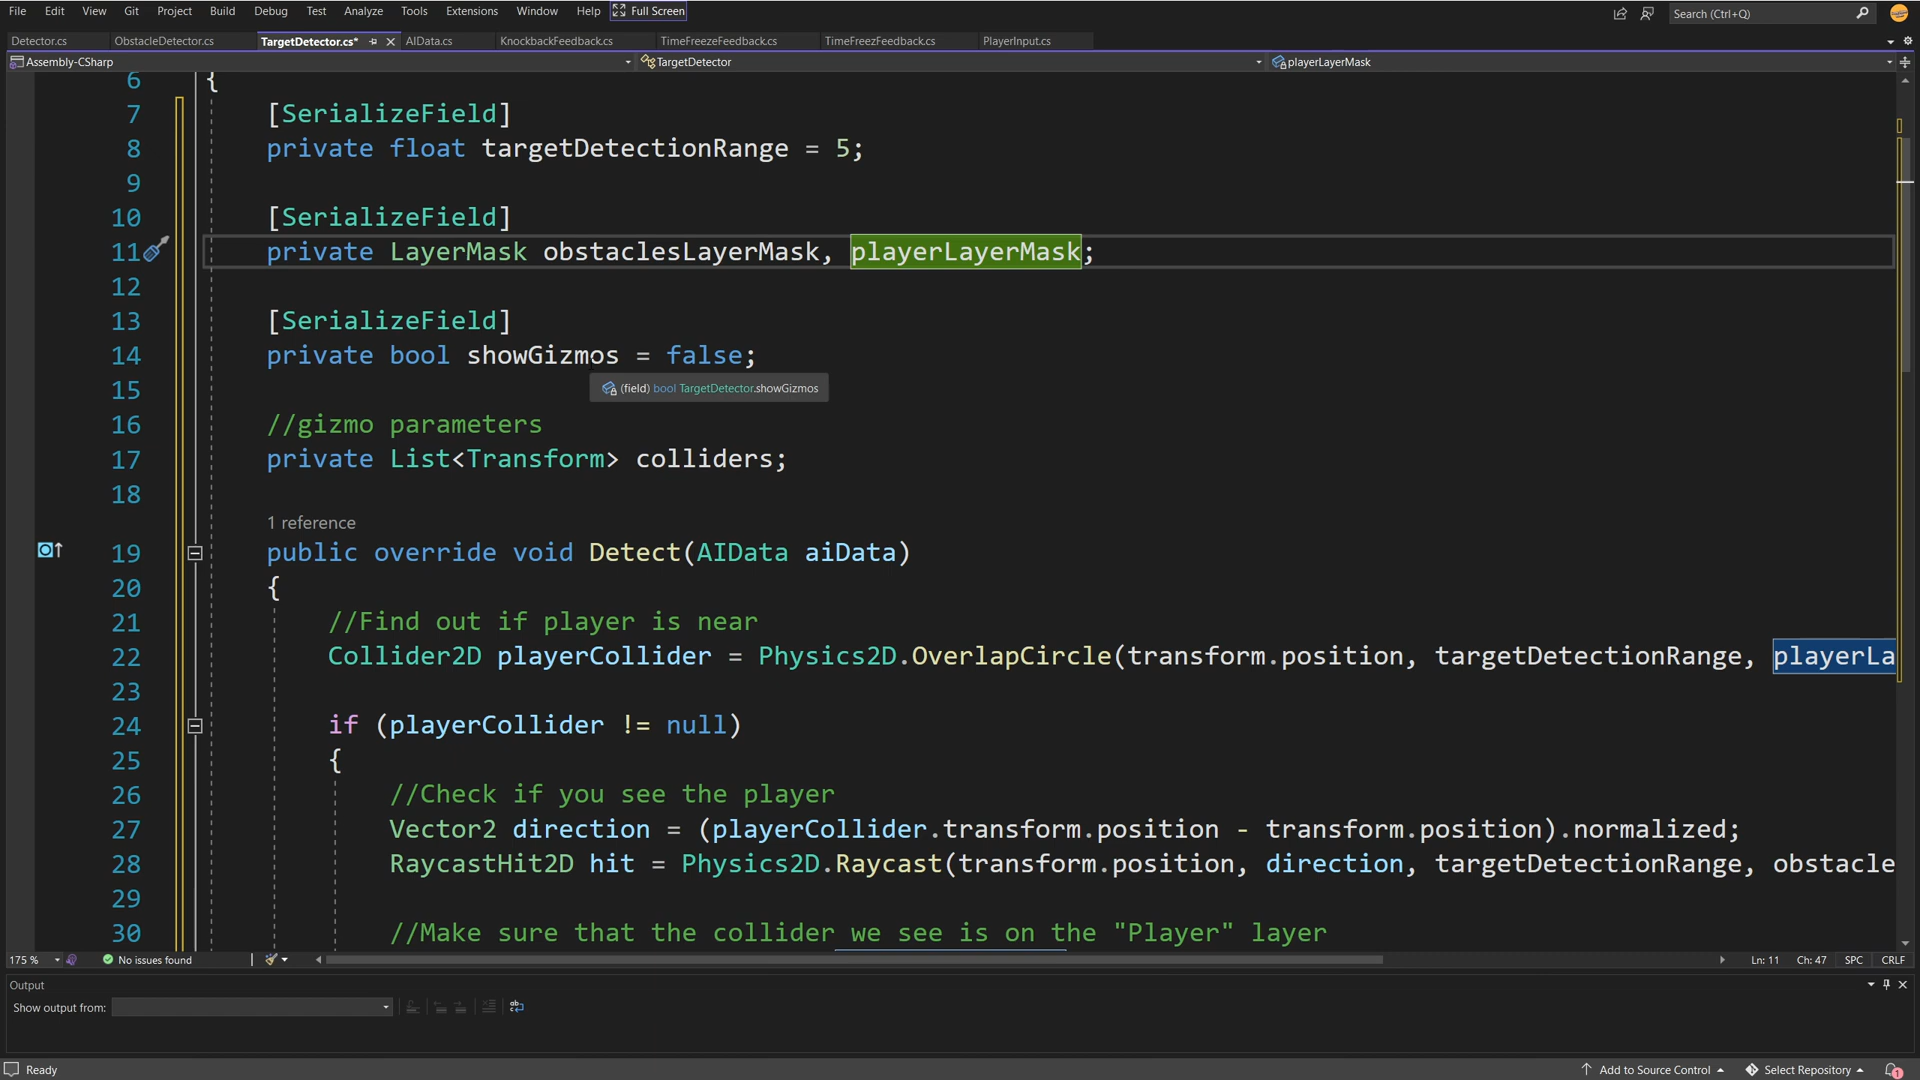 File Edit View Git Project Build Debug Test Analyze Tools Extensions Window Help Full Screen Search (Ctrl+Q)
Detector.cs ObstacleDetector.cs TargetDetector.cs* AIData.cs KnockbackFeedback.cs TimeFreezeFeedback.cs TimeFreezFeedback.cs PlayerInput.cs
Assembly-CSharp TargetDetector playerLayerMask
6 {
7 [SerializeField]
8 private float targetDetectionRange = 5;
9
10 [SerializeField]
11 private LayerMask obstaclesLayerMask, playerLayerMask;
12
13 [SerializeField]
14 private bool showGizmos = false;
15 (field) bool TargetDetector.showGizmos
16 //gizmo parameters
17 private List<Transform> colliders;
18
1 reference
19 public override void Detect(AIData aiData)
20 {
21 //Find out if player is near
22 Collider2D playerCollider = Physics2D.OverlapCircle(transform.position, targetDetectionRange, playerLa
23
24 if (playerCollider != null)
25 {
26 //Check if you see the player
27 Vector2 direction = (playerCollider.transform.position - transform.position).normalized;
28 RaycastHit2D hit = Physics2D.Raycast(transform.position, direction, targetDetectionRange, obstacle
29
30 //Make sure that the collider we see is on the "Player" layer
175 % No issues found Ln: 11 Ch: 47 SPC CRLF
Output
Show output from:
Ready Add to Source Control Select Repository 1